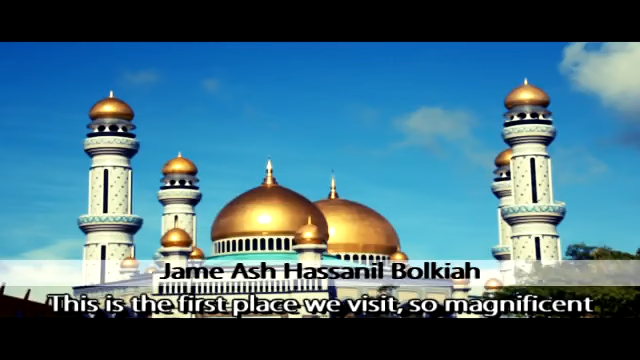 Jame Ash Hassanil Bolkiah
This is the first place we visit, so magnificent